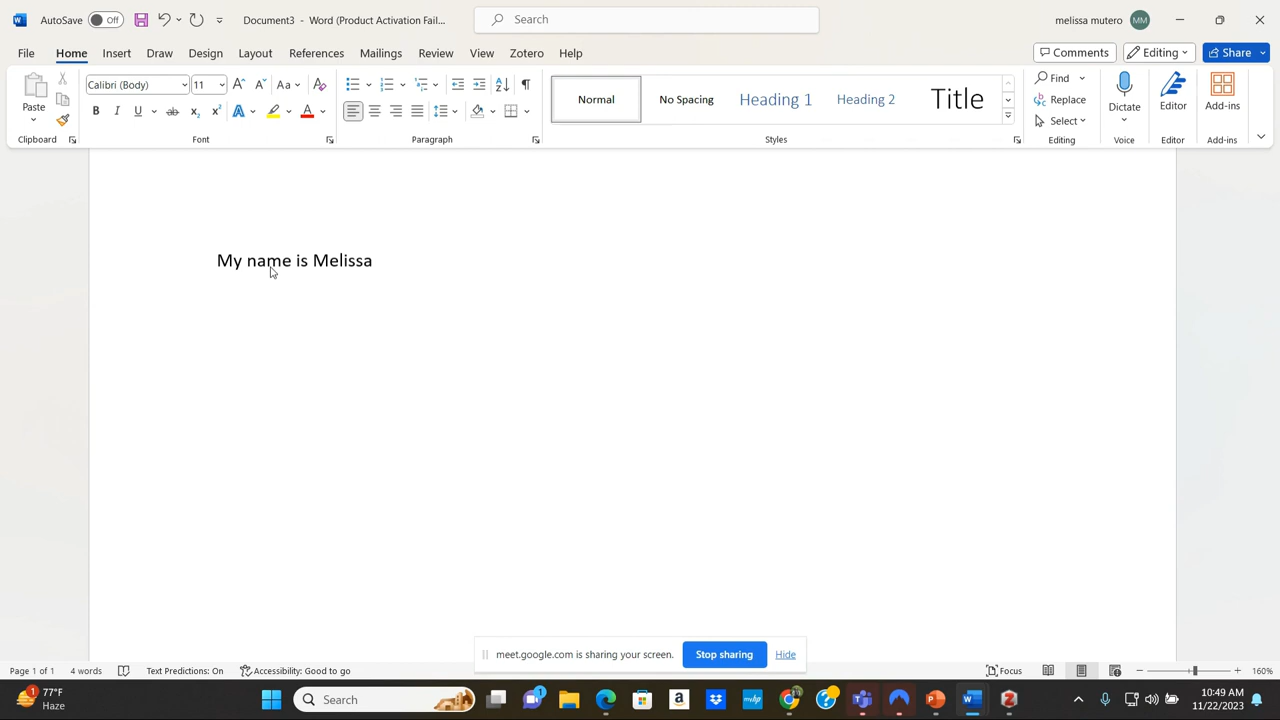 AutoSave Off Document3 - Word (Product Activation Fail... Search melissa mutero MM
File Home Insert Draw Design Layout References Mailings Review View Zotero Help Comments Editing Share
Paste Calibri (Body) 11 Aa Normal No Spacing Heading 1 Heading 2 Title Find Replace Select Dictate Editor Add-ins
Clipboard Font Paragraph Styles Editing Voice Editor Add-ins
My name is Melissa
meet.google.com is sharing your screen. Stop sharing Hide
Page 1 of 1 4 words Text Predictions: On Accessibility: Good to go Focus 160%
77°F Search 10:49 AM
Haze 11/22/2023